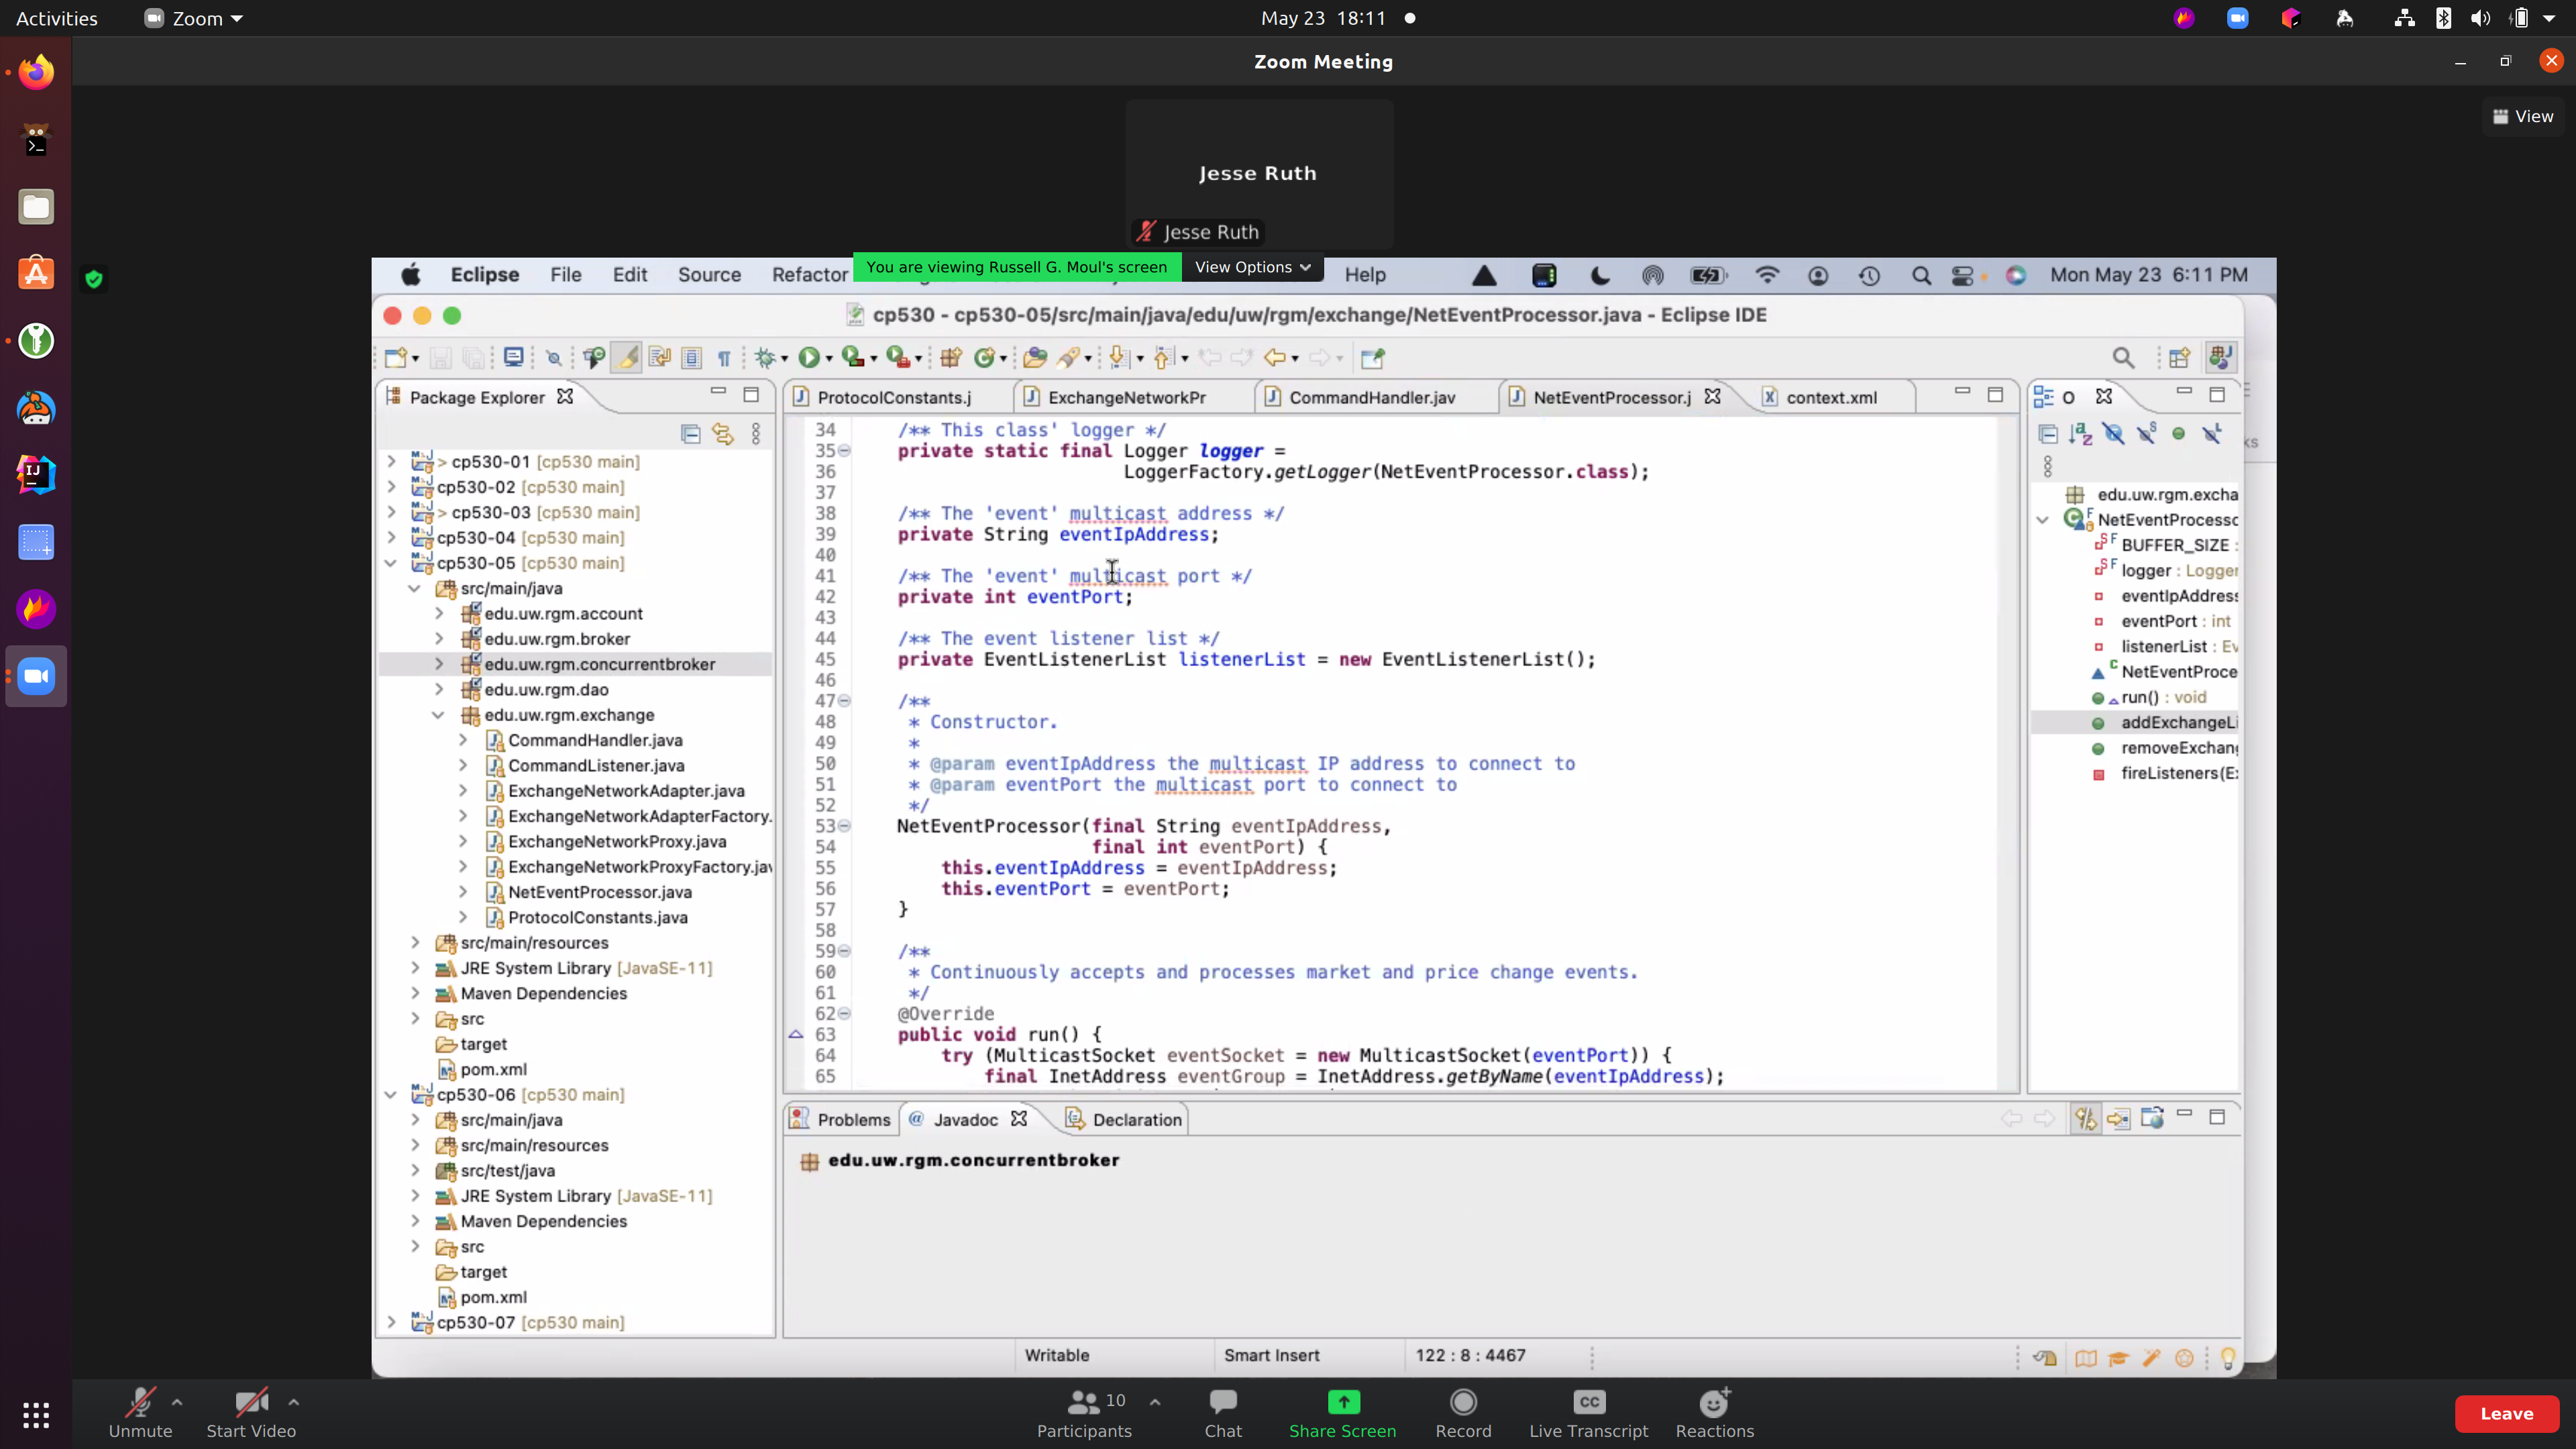 Activities
Zoom
May 23 18:11
Zoom Meeting
View
Jesse Ruth
Jesse Ruth
You are viewing Russell G. Moul's screen
View Options
Eclipse File Edit Source Refactor
Help
Mon May 23 6:11 PM
cp530 - cp530-05/src/main/java/edu/uw/rgm/exchange/NetEventProcessor.java - Eclipse IDE
Package Explorer
ProtocolConstants.j
ExchangeNetworkPr
CommandHandler.jav
NetEventProcessor.j
context.xml
O
> cp530-01 [cp530 main]
cp530-02 [cp530 main]
> cp530-03 [cp530 main]
cp530-04 [cp530 main]
cp530-05 [cp530 main]
src/main/java
edu.uw.rgm.account
edu.uw.rgm.broker
edu.uw.rgm.concurrentbroker
edu.uw.rgm.dao
edu.uw.rgm.exchange
CommandHandler.java
CommandListener.java
ExchangeNetworkAdapter.java
ExchangeNetworkAdapterFactory.
ExchangeNetworkProxy.java
ExchangeNetworkProxyFactory.jav
NetEventProcessor.java
ProtocolConstants.java
src/main/resources
JRE System Library [JavaSE-11]
Maven Dependencies
src
target
pom.xml
cp530-06 [cp530 main]
src/main/java
src/main/resources
src/test/java
JRE System Library [JavaSE-11]
Maven Dependencies
src
target
pom.xml
cp530-07 [cp530 main]
34 /** This class' logger */
35 private static final Logger logger =
36 LoggerFactory.getLogger(NetEventProcessor.class);
37
38 /** The 'event' multicast address */
39 private String eventIpAddress;
40
41 /** The 'event' multicast port */
42 private int eventPort;
43
44 /** The event listener list */
45 private EventListenerList listenerList = new EventListenerList();
46
47 /**
48 * Constructor.
49 *
50 * @param eventIpAddress the multicast IP address to connect to
51 * @param eventPort the multicast port to connect to
52 */
53 NetEventProcessor(final String eventIpAddress,
54 final int eventPort) {
55 this.eventIpAddress = eventIpAddress;
56 this.eventPort = eventPort;
57 }
58
59 /**
60 * Continuously accepts and processes market and price change events.
61 */
62 @Override
63 public void run() {
64 try (MulticastSocket eventSocket = new MulticastSocket(eventPort)) {
65 final InetAddress eventGroup = InetAddress.getByName(eventIpAddress);
edu.uw.rgm.excha
NetEventProcessc
BUFFER_SIZE :
logger : Logger
eventIpAddress
eventPort : int
listenerList : Ev
NetEventProce
run() : void
addExchangeLi
removeExchang
fireListeners(E
Problems
Javadoc
Declaration
edu.uw.rgm.concurrentbroker
Writable
Smart Insert
122 : 8 : 4467
Unmute
Start Video
10
Participants
Chat
Share Screen
Record
CC
Live Transcript
Reactions
Leave